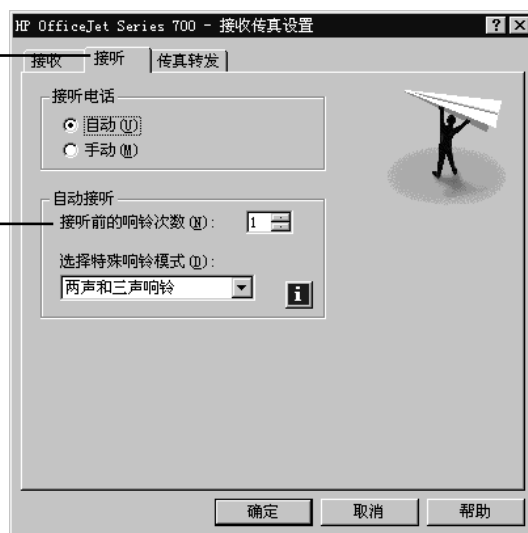 HP OfficeJet Series 700 - 接收传真设置
接收 接听 传真转发
接听电话
自动(U)
手动(M)
自动接听
接听前的响铃次数(N): 1
选择特殊响铃模式(D):
两声和三声响铃
确定 取消 帮助